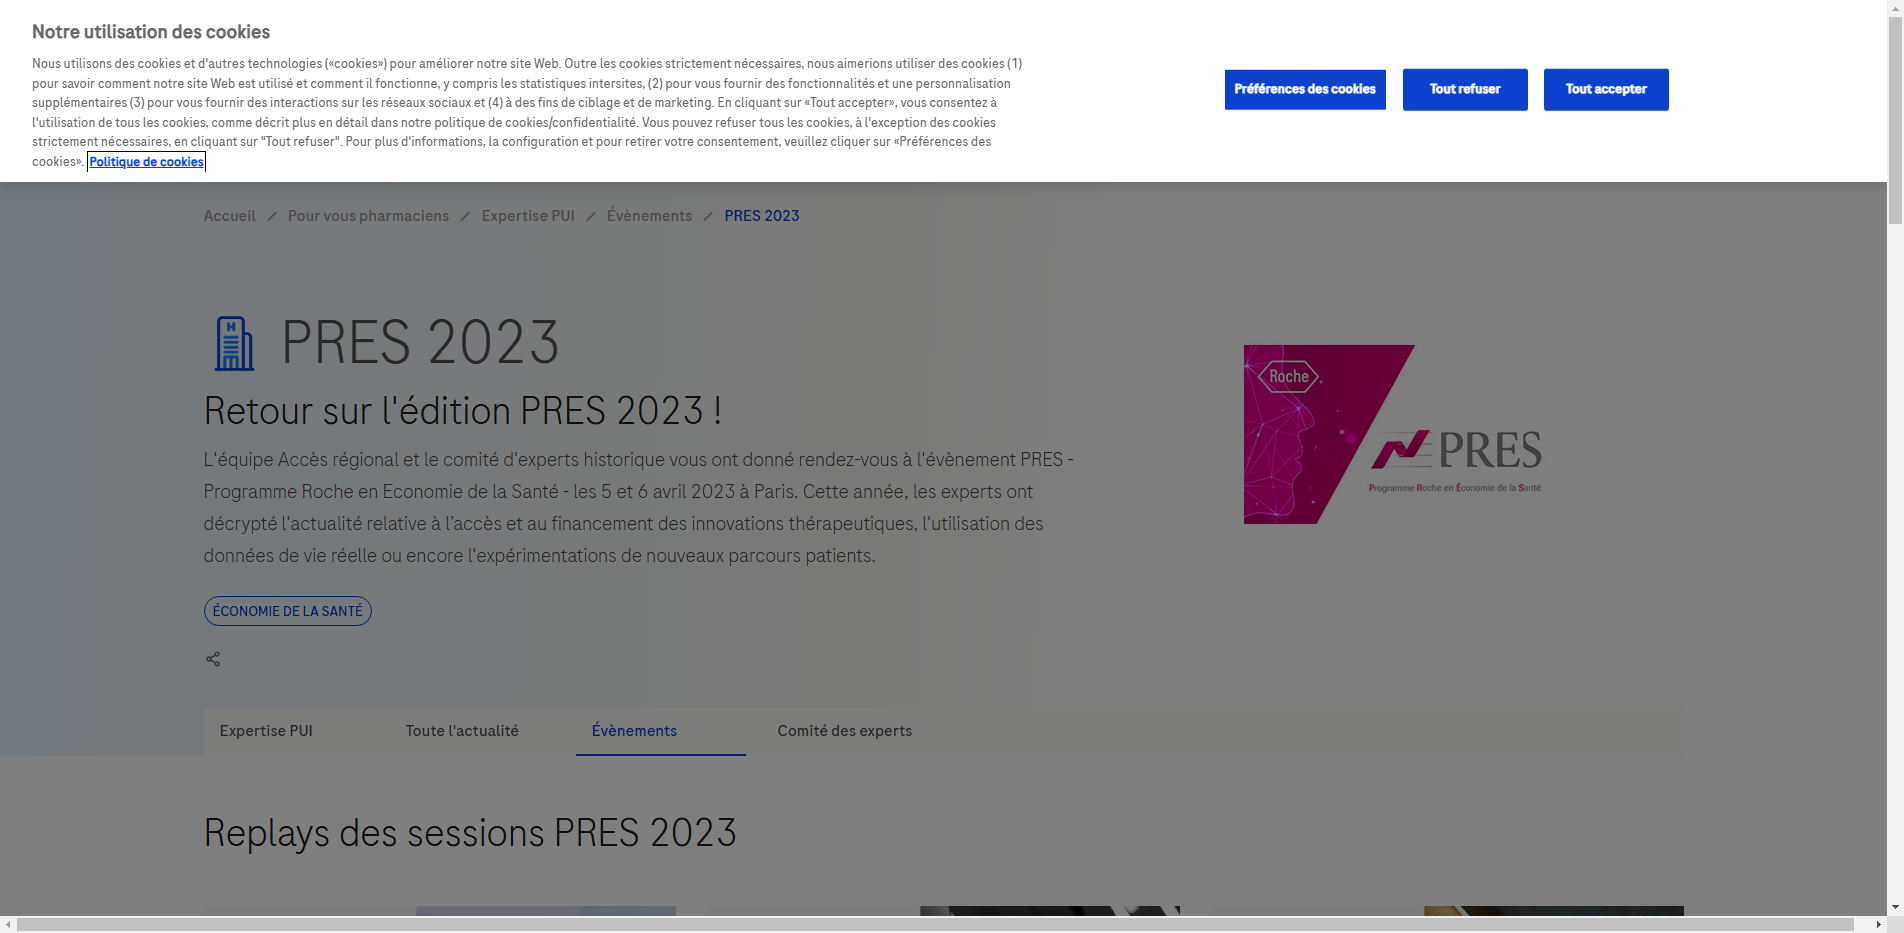 Notre utilisation des cookies
Nous utilisons des cookies et d'autres technologies («cookies») pour améliorer notre site Web. Outre les cookies strictement nécessaires, nous aimerions utiliser des cookies (1)
pour savoir comment notre site Web est utilisé et comment il fonctionne, y compris les statistiques intersites, (2) pour vous fournir des fonctionnalités et une personnalisation
supplémentaires (3) pour vous fournir des interactions sur les réseaux sociaux et (4) à des fins de ciblage et de marketing. En cliquant sur «Tout accepter», vous consentez à
l'utilisation de tous les cookies, comme décrit plus en détail dans notre politique de cookies/confidentialité. Vous pouvez refuser tous les cookies, à l'exception des cookies
strictement nécessaires, en cliquant sur "Tout refuser". Pour plus d'informations, la configuration et pour retirer votre consentement, veuillez cliquer sur «Préférences des
cookies». Politique de cookies
Préférences des cookies
Tout refuser
Tout accepter
Accueil / Pour vous pharmaciens / Expertise PUI / Évènements / PRES 2023
H
PRES 2023
Retour sur l'édition PRES 2023 !
L'équipe Accès régional et le comité d'experts historique vous ont donné rendez-vous à l'évènement PRES -
Programme Roche en Economie de la Santé - les 5 et 6 avril 2023 à Paris. Cette année, les experts ont
décrypté l'actualité relative à l’accès et au financement des innovations thérapeutiques, l'utilisation des
données de vie réelle ou encore l'expérimentations de nouveaux parcours patients.
Roche
PRES
Programme Roche en Économie de la Santé
ÉCONOMIE DE LA SANTÉ
Expertise PUI
Toute l'actualité
Évènements
Comité des experts
Replays des sessions PRES 2023